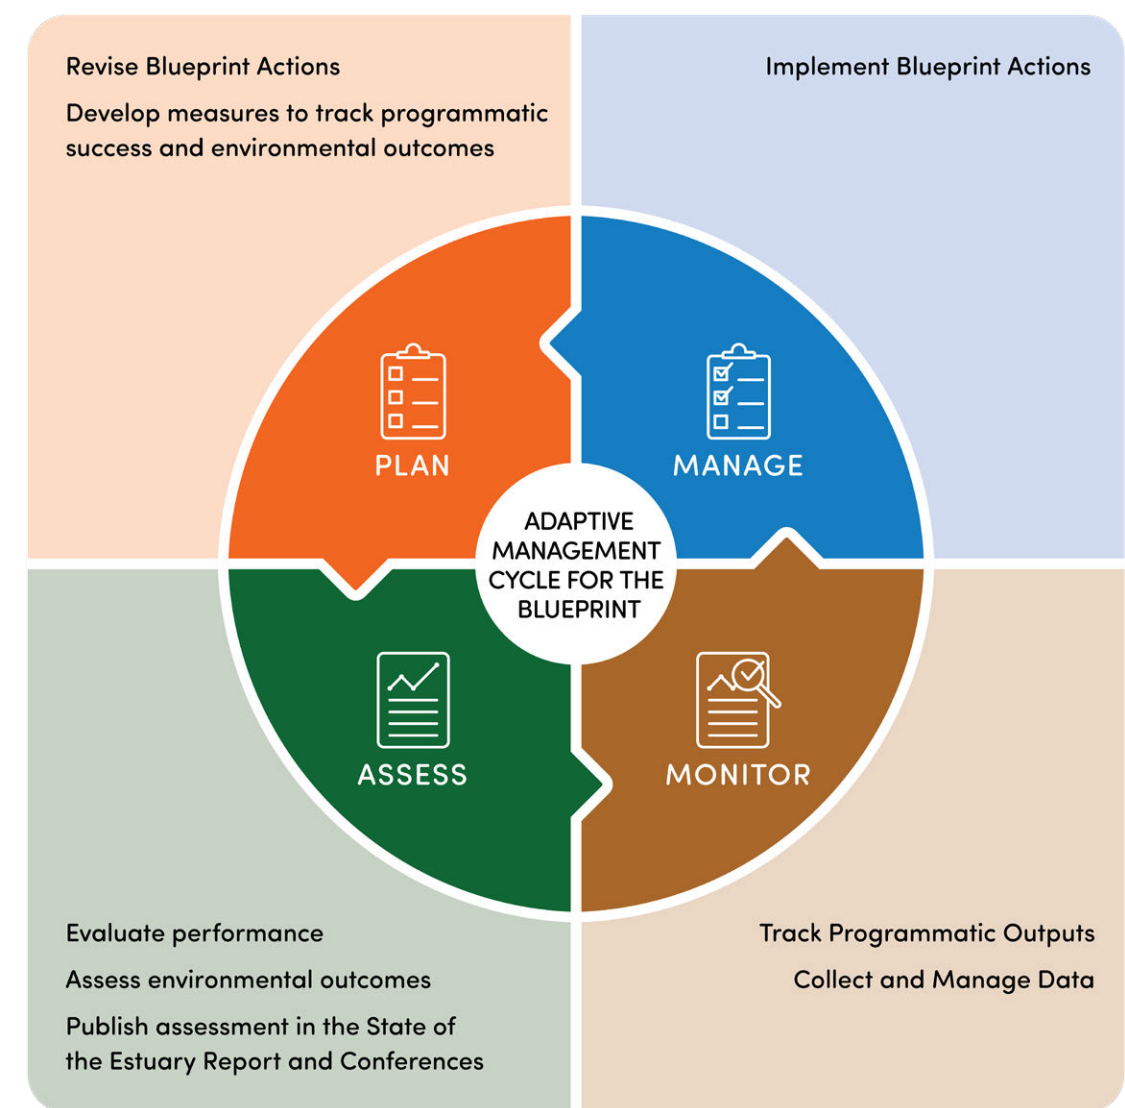 Revise Blueprint Actions
Develop measures to track programmatic
success and environmental outcomes
Implement Blueprint Actions
PLAN
MANAGE
ADAPTIVE
MANAGEMENT
CYCLE FOR THE
BLUEPRINT
ASSESS
MONITOR
Evaluate performance
Assess environmental outcomes
Publish assessment in the State of
the Estuary Report and Conferences
Track Programmatic Outputs
Collect and Manage Data